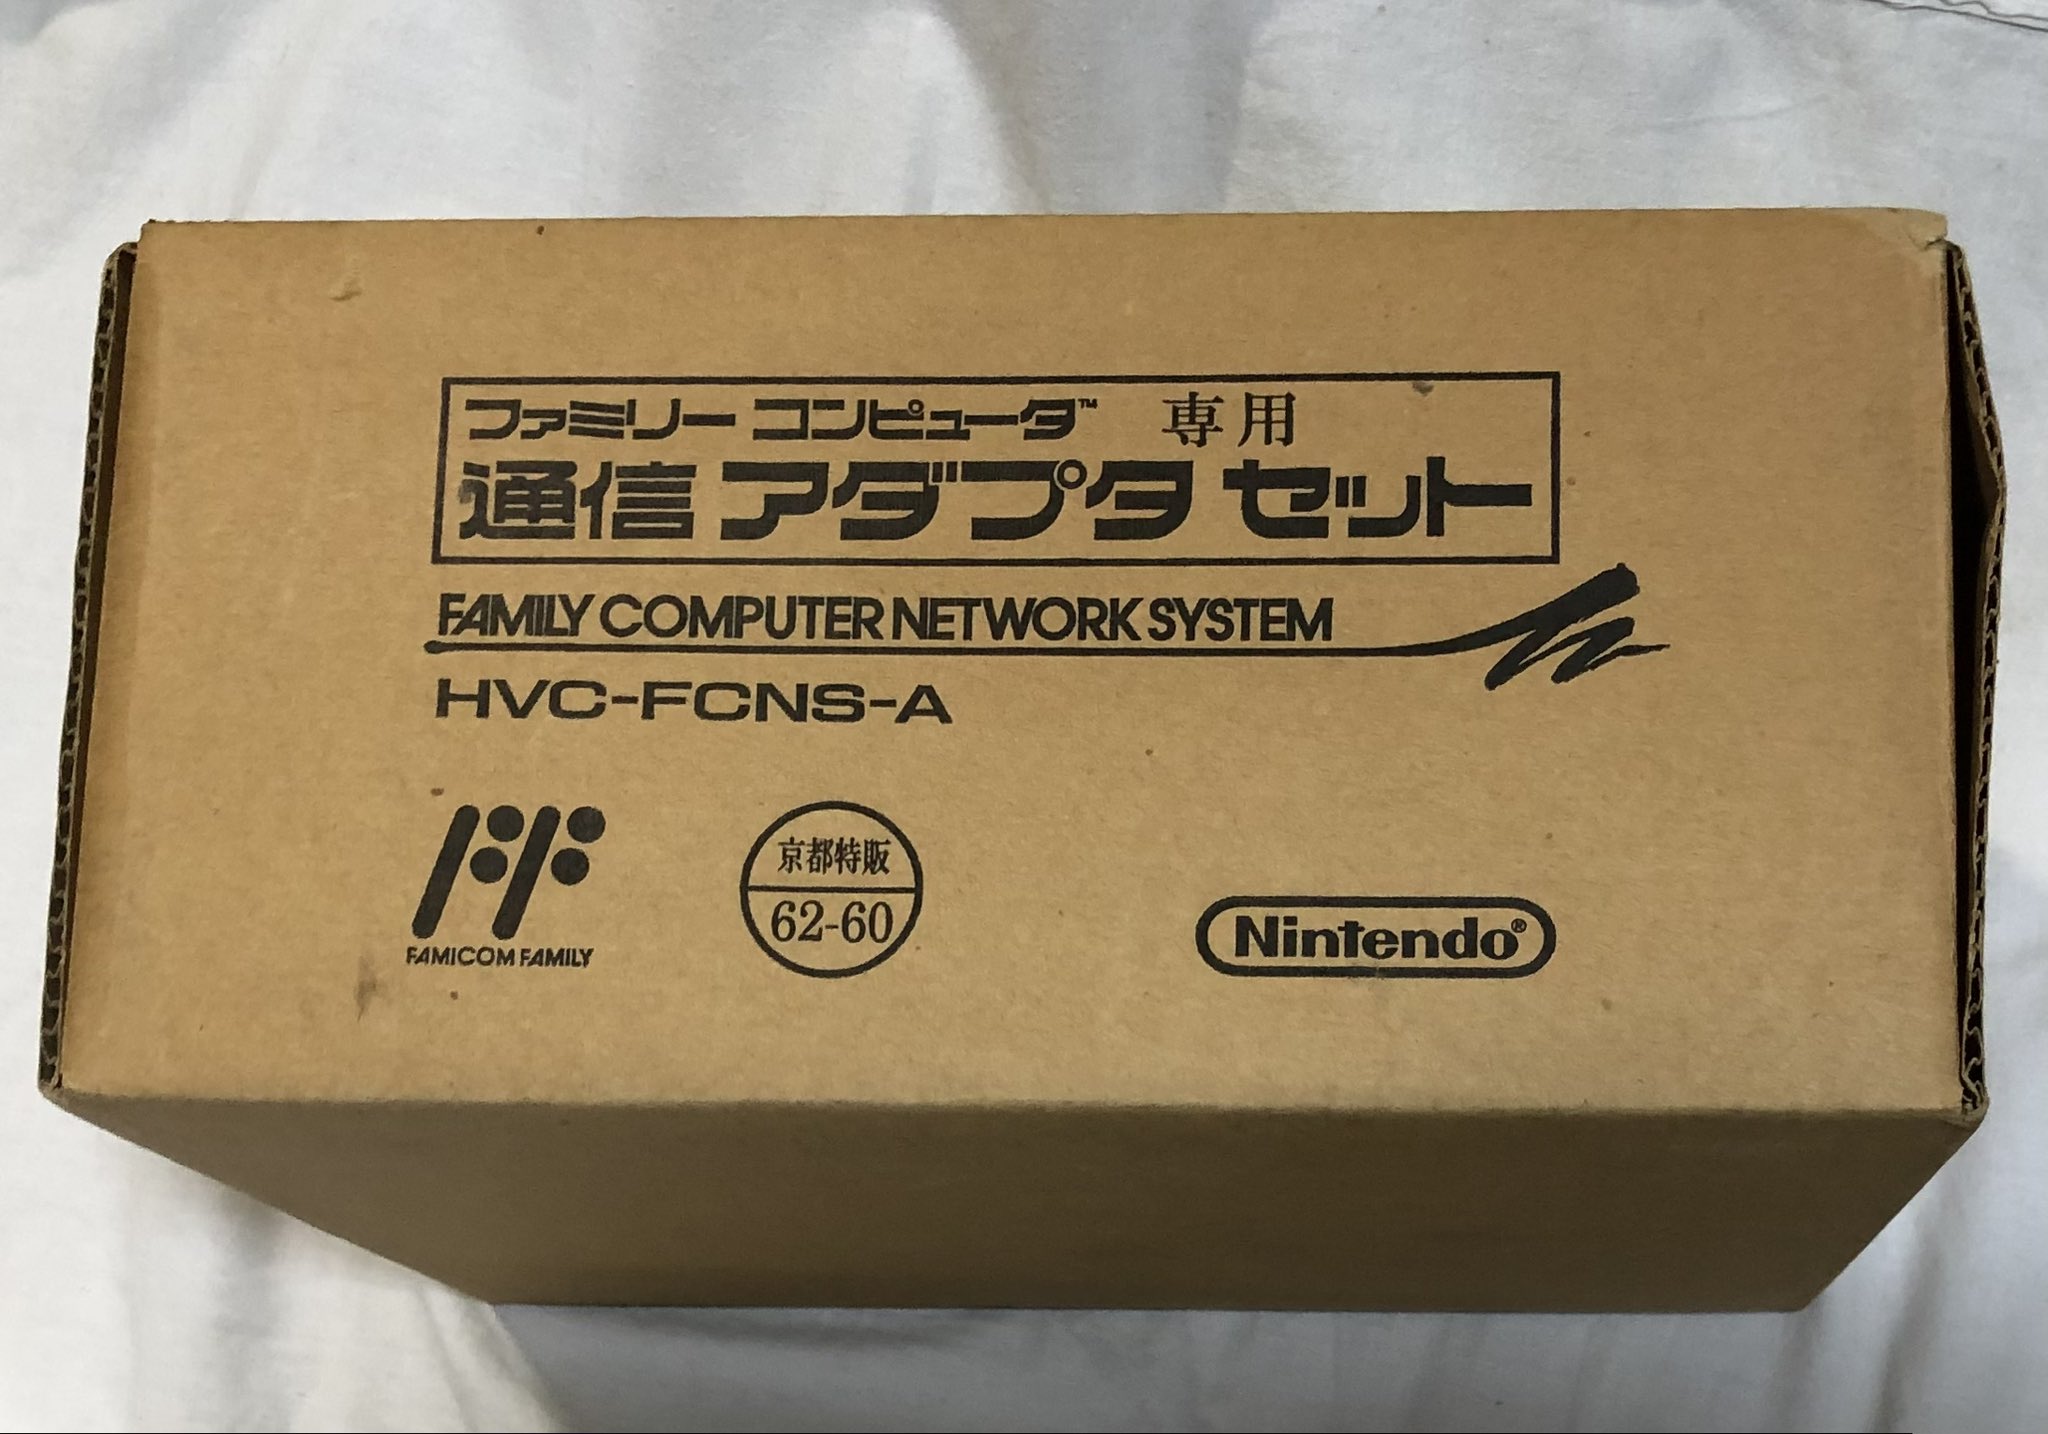 ファミリー コンピュータ™ 専用
通信 アダプタ セット
FAMILY COMPUTER NETWORK SYSTEM
HVC-FCNS-A
FAMICOM FAMILY
京都特販
62-60
Nintendo®